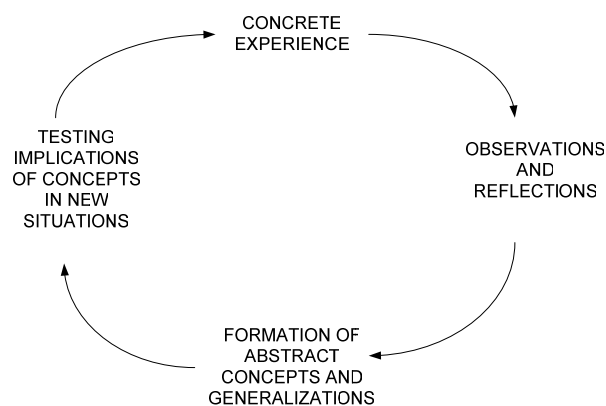 CONCRETE
EXPERIENCE
OBSERVATIONS
AND
REFLECTIONS
FORMATION OF
ABSTRACT
CONCEPTS AND
GENERALIZATIONS
TESTING
IMPLICATIONS
OF CONCEPTS
IN NEW
SITUATIONS